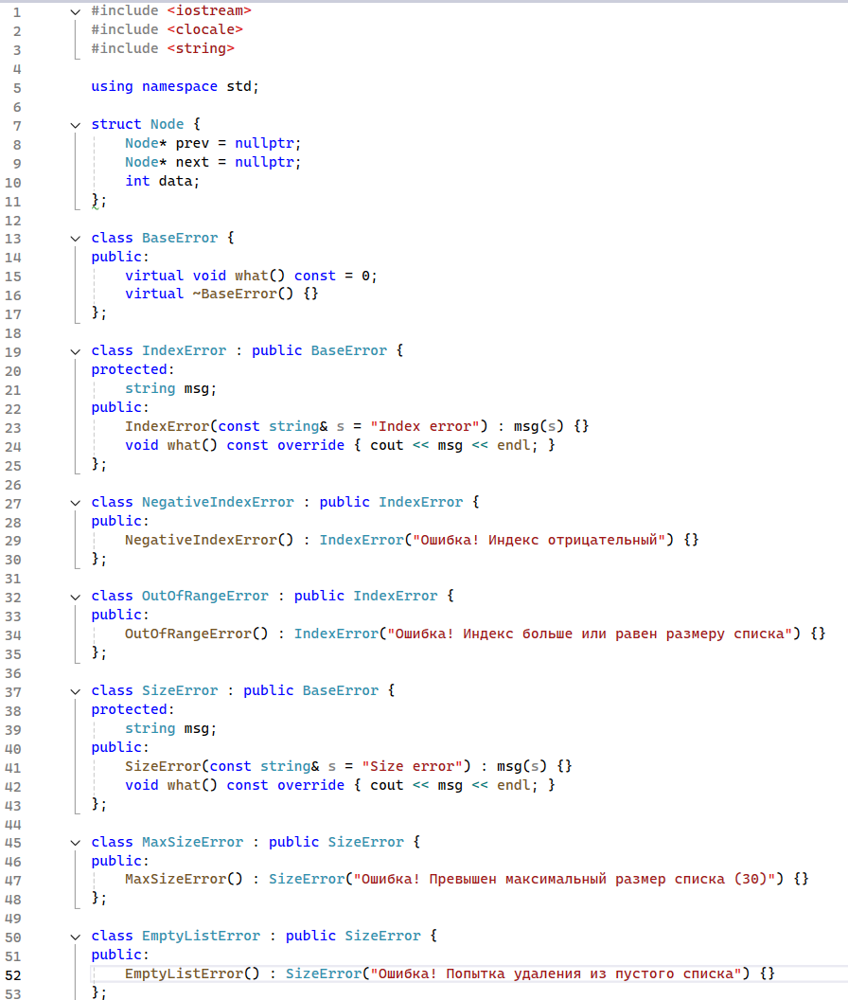 1 #include <iostream>
2 #include <clocale>
3 #include <string>
4
5 using namespace std;
6
7 struct Node {
8     Node* prev = nullptr;
9     Node* next = nullptr;
10     int data;
11 };
12
13 class BaseError {
14 public:
15     virtual void what() const = 0;
16     virtual ~BaseError() {}
17 };
18
19 class IndexError : public BaseError {
20 protected:
21     string msg;
22 public:
23     IndexError(const string& s = "Index error") : msg(s) {}
24     void what() const override { cout << msg << endl; }
25 };
26
27 class NegativeIndexError : public IndexError {
28 public:
29     NegativeIndexError() : IndexError("Ошибка! Индекс отрицательный") {}
30 };
31
32 class OutOfRangeError : public IndexError {
33 public:
34     OutOfRangeError() : IndexError("Ошибка! Индекс больше или равен размеру списка") {}
35 };
36
37 class SizeError : public BaseError {
38 protected:
39     string msg;
40 public:
41     SizeError(const string& s = "Size error") : msg(s) {}
42     void what() const override { cout << msg << endl; }
43 };
44
45 class MaxSizeError : public SizeError {
46 public:
47     MaxSizeError() : SizeError("Ошибка! Превышен максимальный размер списка (30)") {}
48 };
49
50 class EmptyListError : public SizeError {
51 public:
52     EmptyListError() : SizeError("Ошибка! Попытка удаления из пустого списка") {}
53 };